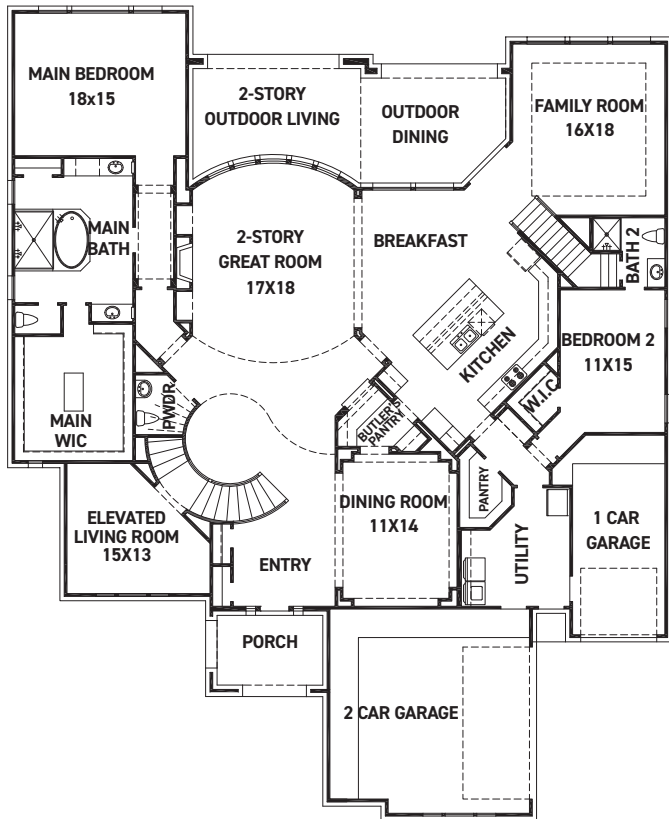 MAIN BEDROOM
18x15
2-STORY
OUTDOOR LIVING
OUTDOOR
DINING
FAMILY ROOM
16X18
MAIN
BATH
2-STORY
GREAT ROOM
17X18
BREAKFAST
BATH 2
KITCHEN
BEDROOM 2
11X15
W.I.C
MAIN
WIC
PWDR
BUTLER'S
PANTRY
DINING ROOM
11X14
PANTRY
ELEVATED
LIVING ROOM
15X13
ENTRY
UTILITY
1 CAR
GARAGE
PORCH
2 CAR GARAGE